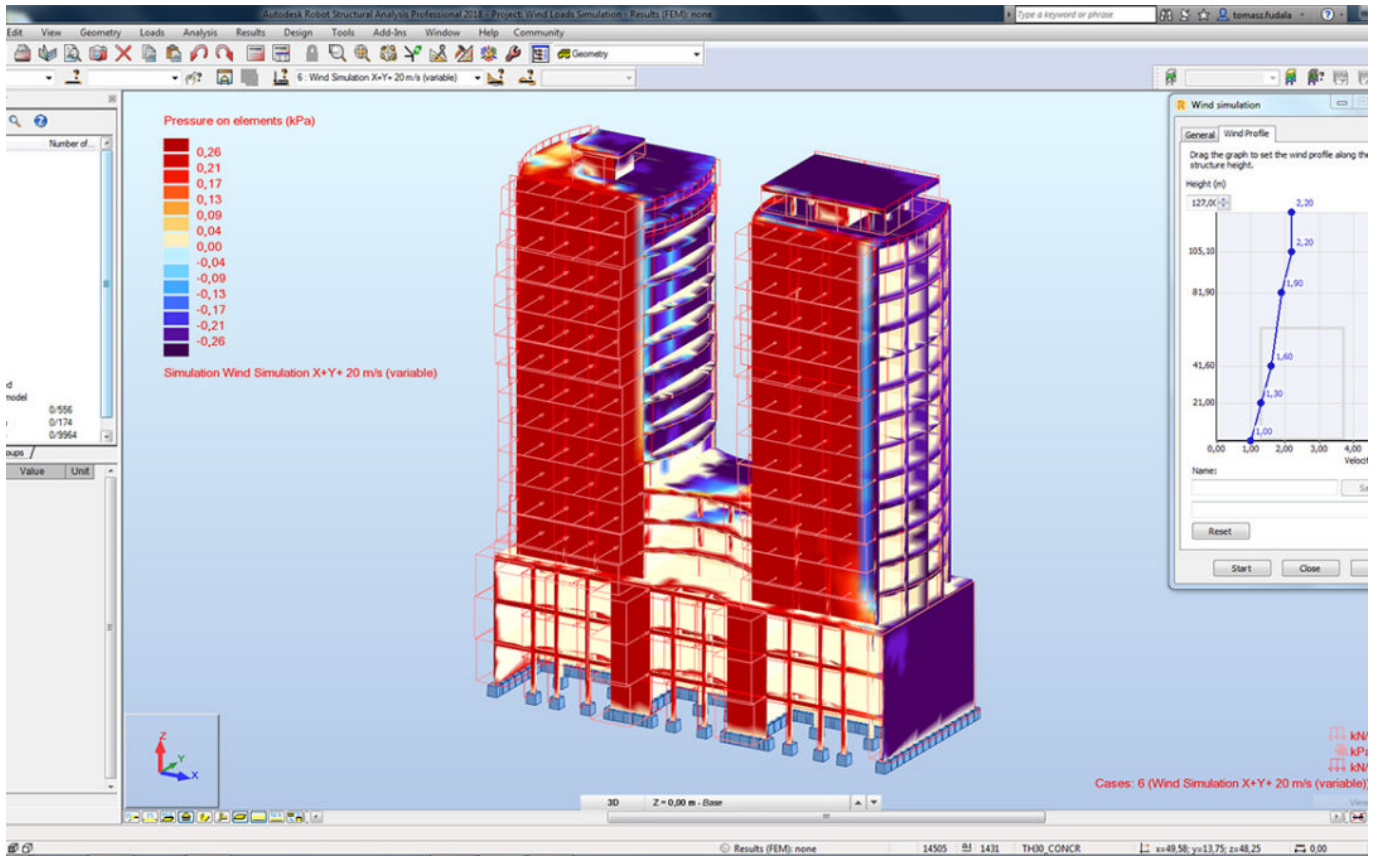 Autodesk Robot Structural Analysis Professional 2018 - Project: Wind Loads Simulation - Results (FEM): none
Type a keyword or phrase
tomasz.fudala
Edit View Geometry Loads Analysis Results Design Tools Add-Ins Window Help Community
Geometry
6 : Wind Simulation X+Y+ 20 m/s (variable)
Number of...
0/556
0/174
0/9964
Value Unit
Pressure on elements (kPa)
0,26
0,21
0,17
0,13
0,09
0,04
0,00
-0,04
-0,09
-0,13
-0,17
-0,21
-0,26
Simulation Wind Simulation X+Y+ 20 m/s (variable)
Wind simulation
General Wind Profile
Drag the graph to set the wind profile along the
structure height.
Height (m)
2,20
105,10
2,20
81,90
1,90
41,60
1,60
21,00
1,30
1,00
0,00 1,00 2,00 3,00 4,00
Name:
Reset
Start Close
Z
Y
X
kN/
kPa
kN/
Cases: 6 (Wind Simulation X+Y+ 20 m/s (variable))
3D Z = 0,00 m - Base
Results (FEM): none 14505 1431 TH30_CONCR x=49,58; y=13,75; z=48,25 0,00